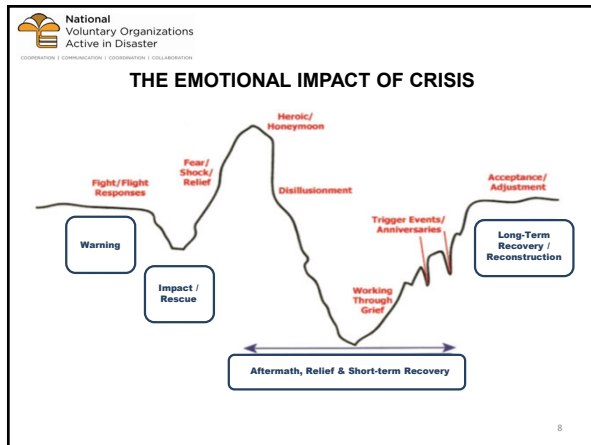 National
Voluntary Organizations
Active in Disaster
COOPERATION | COMMUNICATION | COORDINATION | COLLABORATION
THE EMOTIONAL IMPACT OF CRISIS
Heroic/
Honeymoon
Fear/
Shock/
Relief
Fight/Flight
Responses
Disillusionment
Acceptance/
Adjustment
Trigger Events/
Anniversaries
Warning
Long-Term
Recovery /
Reconstruction
Impact /
Rescue
Working
Through
Grief
Aftermath, Relief & Short-term Recovery
8